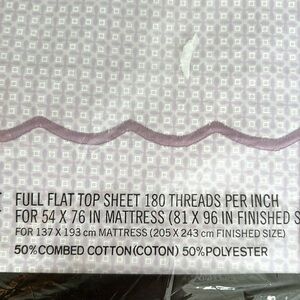 FULL FLAT TOP SHEET 180 THREADS PER INCH
FOR 54 X 76 IN MATTRESS (81 X 96 IN FINISHED S
FOR 137 X 193 cm MATTRESS (205 X 243 cm FINISHED SIZE)
50% COMBED COTTON (COTON) 50% POLYESTER